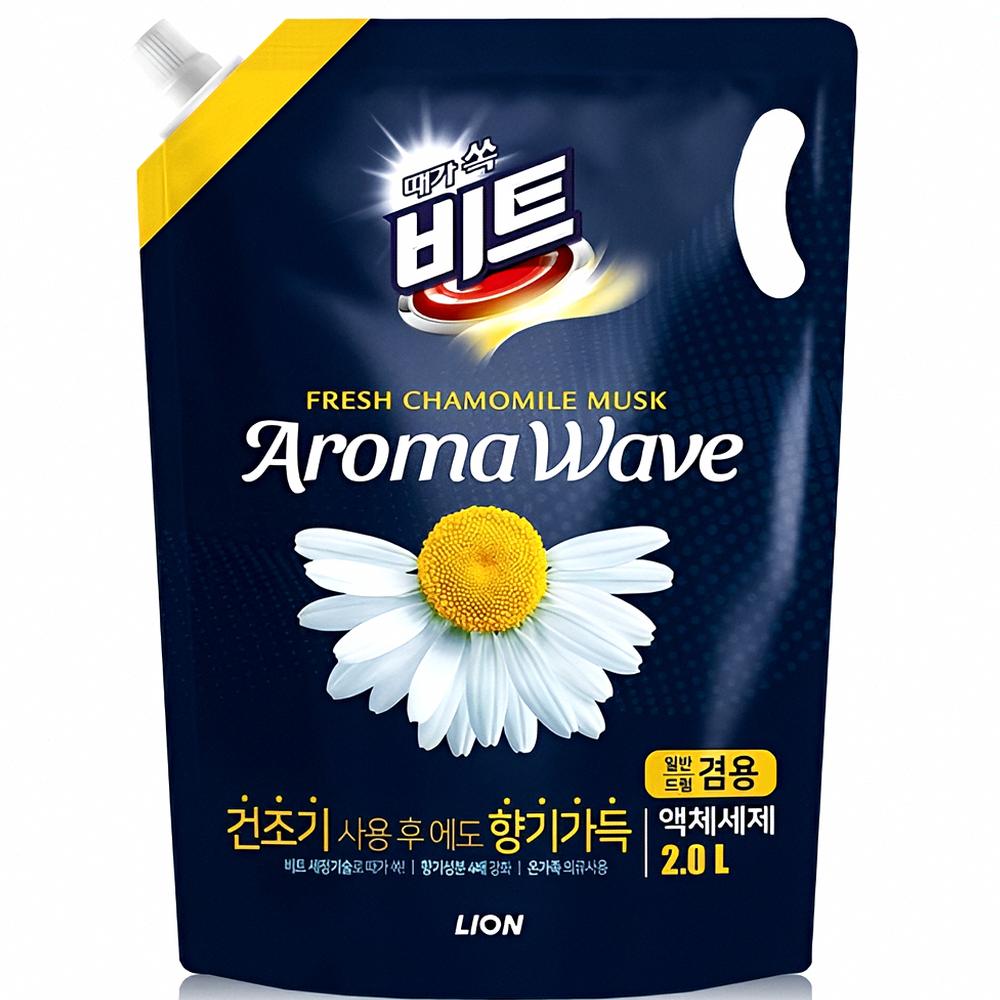 때가 쏙
비트
FRESH CHAMOMILE MUSK
Aroma Wave
일반
드럼
겸용
건조기 사용 후에도 향기가득
액체세제
2.0 L
비트 세정기술로 때가 쏙! | 향기성분 4배 강화 | 온가족 의류사용
LION